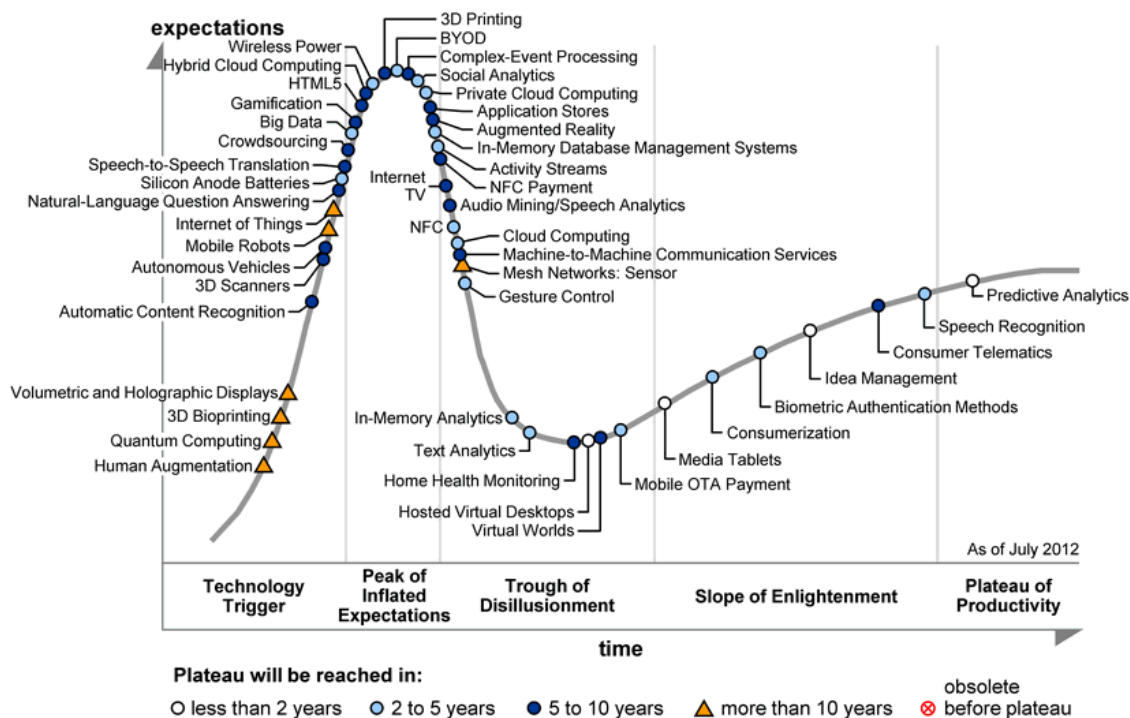 expectations
3D Printing
BYOD
Wireless Power
Complex-Event Processing
Hybrid Cloud Computing
Social Analytics
HTML5
Private Cloud Computing
Gamification
Application Stores
Big Data
Augmented Reality
Crowdsourcing
In-Memory Database Management Systems
Speech-to-Speech Translation
Activity Streams
Silicon Anode Batteries
NFC Payment
Natural-Language Question Answering
Internet
TV
Audio Mining/Speech Analytics
Internet of Things
NFC
Cloud Computing
Mobile Robots
Machine-to-Machine Communication Services
Autonomous Vehicles
Mesh Networks: Sensor
3D Scanners
Gesture Control
Automatic Content Recognition
Predictive Analytics
Speech Recognition
Consumer Telematics
Idea Management
Volumetric and Holographic Displays
Biometric Authentication Methods
3D Bioprinting
In-Memory Analytics
Consumerization
Quantum Computing
Text Analytics
Media Tablets
Human Augmentation
Home Health Monitoring
Mobile OTA Payment
Hosted Virtual Desktops
Virtual Worlds
As of July 2012
Technology
Trigger
Peak of
Inflated
Expectations
Trough of
Disillusionment
Slope of Enlightenment
Plateau of
Productivity
time
Plateau will be reached in:
less than 2 years
2 to 5 years
5 to 10 years
more than 10 years
obsolete
before plateau